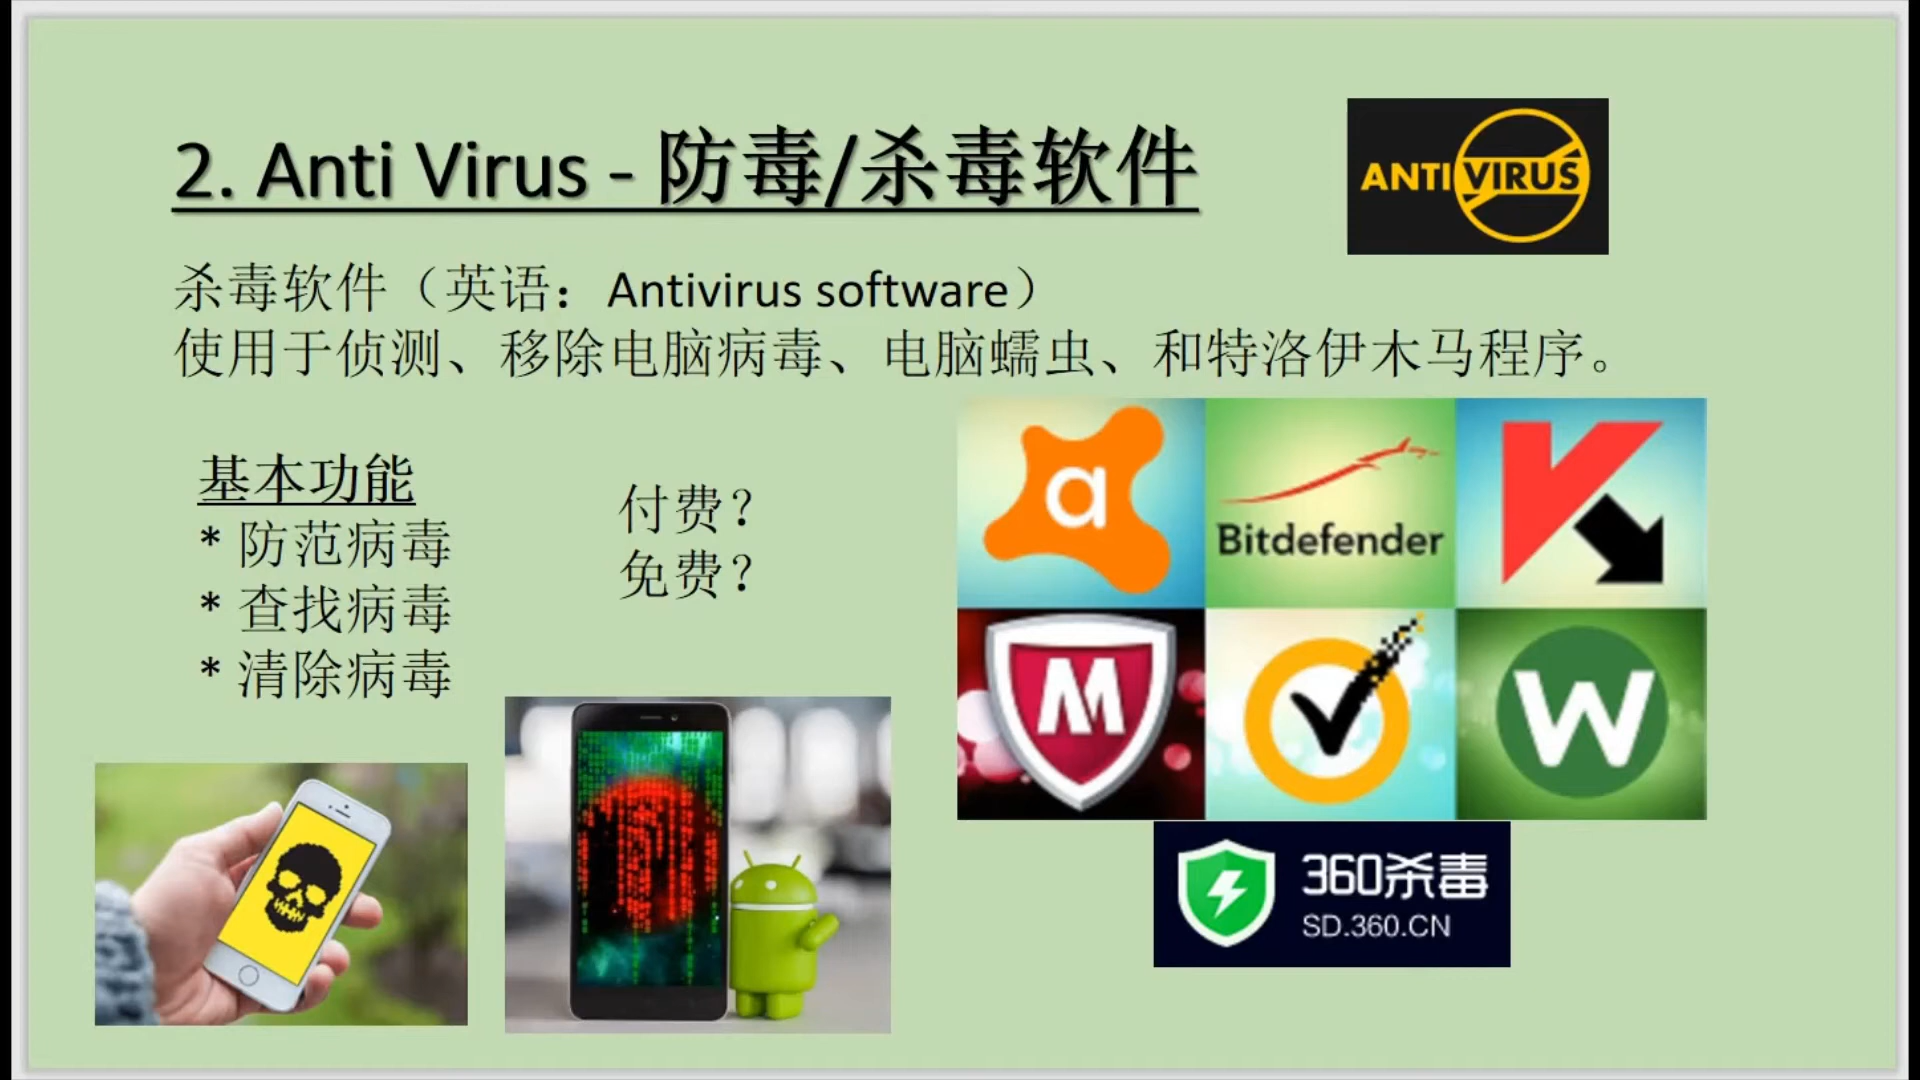 2. Anti Virus - 防毒/杀毒软件
ANTIVIRUS
杀毒软件（英语：Antivirus software）
使用于侦测、移除电脑病毒、电脑蠕虫、和特洛伊木马程序。
基本功能
* 防范病毒
* 查找病毒
* 清除病毒
付费？
免费？
a
Bitdefender
K
M
W
360杀毒
SD.360.CN